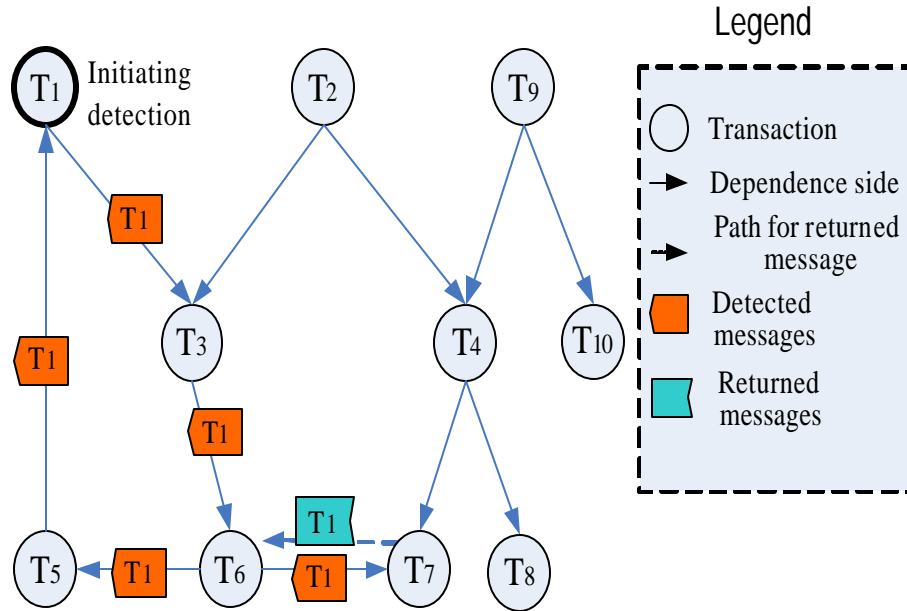 Legend
T1
Initiating
detection
T2
T9
Transaction
Dependence side
Path for returned
message
Detected
messages
Returned
messages
T1
T3
T4
T10
T1
T1
T1
T5
T1
T6
T1
T7
T8